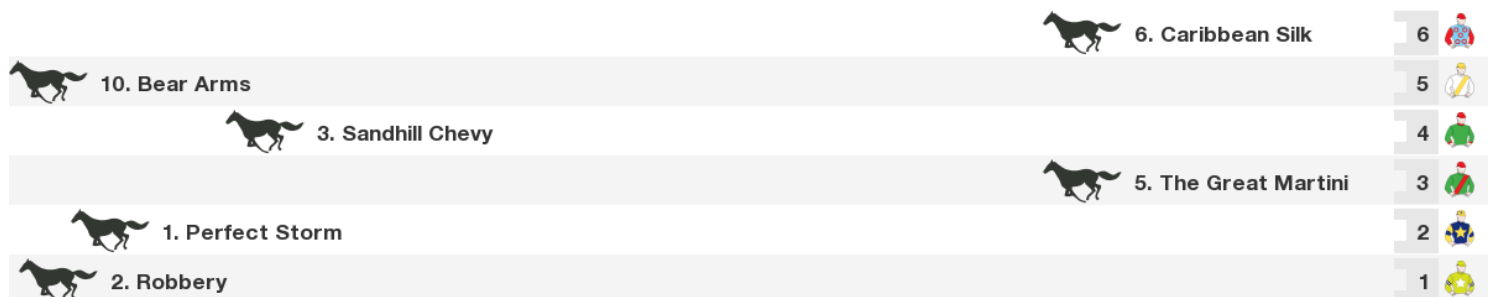 6. Caribbean Silk 6
10. Bear Arms 5
3. Sandhill Chevy 4
5. The Great Martini 3
1. Perfect Storm 2
2. Robbery 1